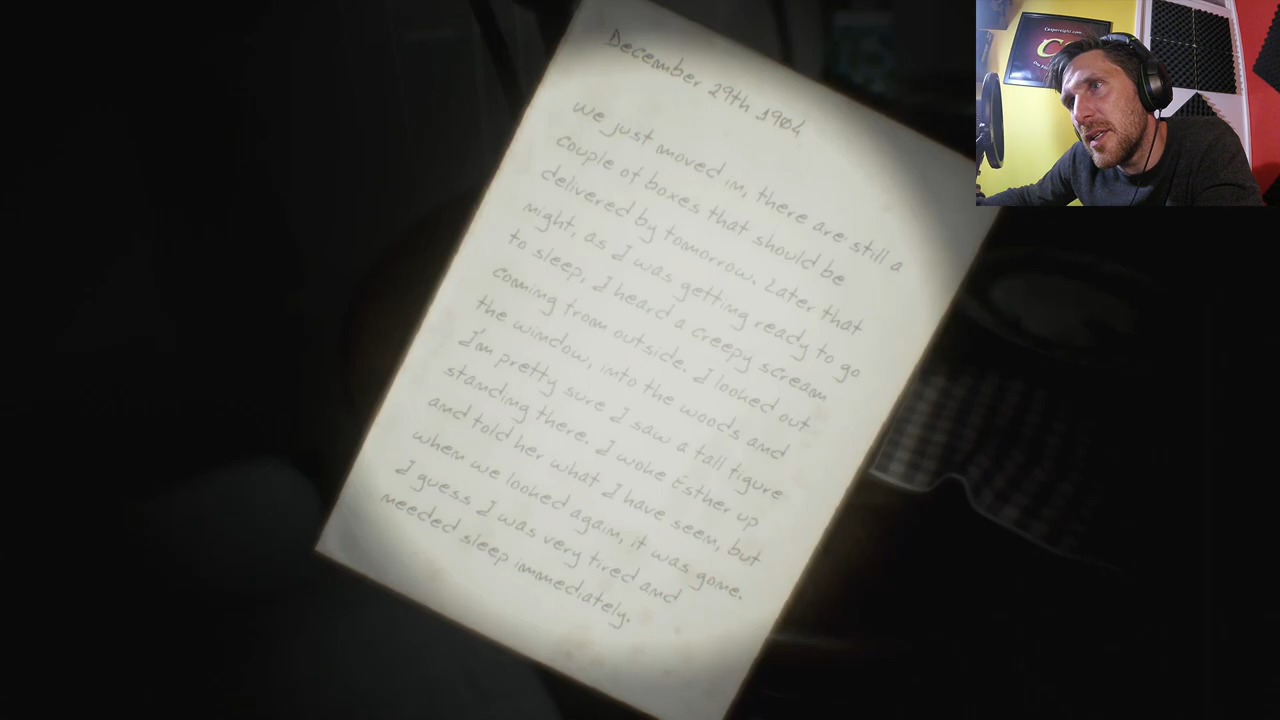 December 29th 1904
We just moved in, there are still a
couple of boxes that should be
delivered by tomorrow. Later that
night, as I was getting ready to go
to sleep, I heard a creepy scream
coming from outside. I looked out
the window, into the woods and
I'm pretty sure I saw a tall figure
standing there. I woke Esther up
and told her what I have seen, but
when we looked again, it was gone.
I guess I was very tired and
needed sleep immediately.